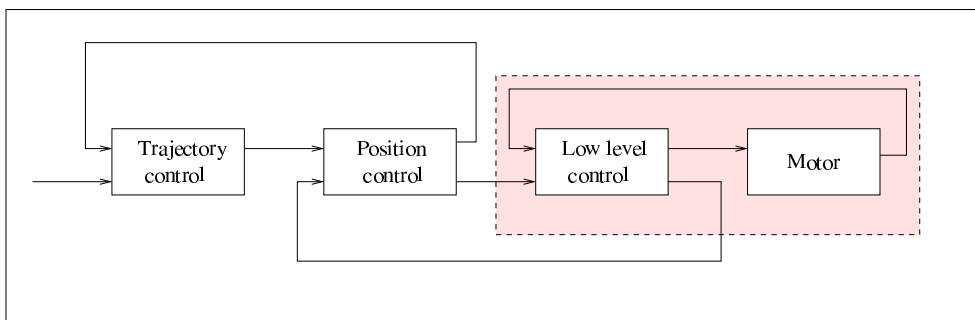 Trajectory
control
Position
control
Low level
control
Motor